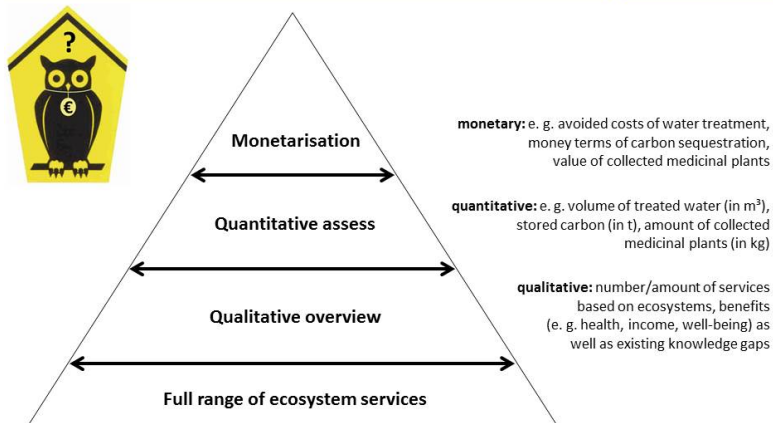 ?
€
Monetarisation
monetary: e. g. avoided costs of water treatment,
money terms of carbon sequestration,
value of collected medicinal plants
Quantitative assess
quantitative: e. g. volume of treated water (in m³),
stored carbon (in t), amount of collected
medicinal plants (in kg)
Qualitative overview
qualitative: number/amount of services
based on ecosystems, benefits
(e. g. health, income, well-being) as
well as existing knowledge gaps
Full range of ecosystem services